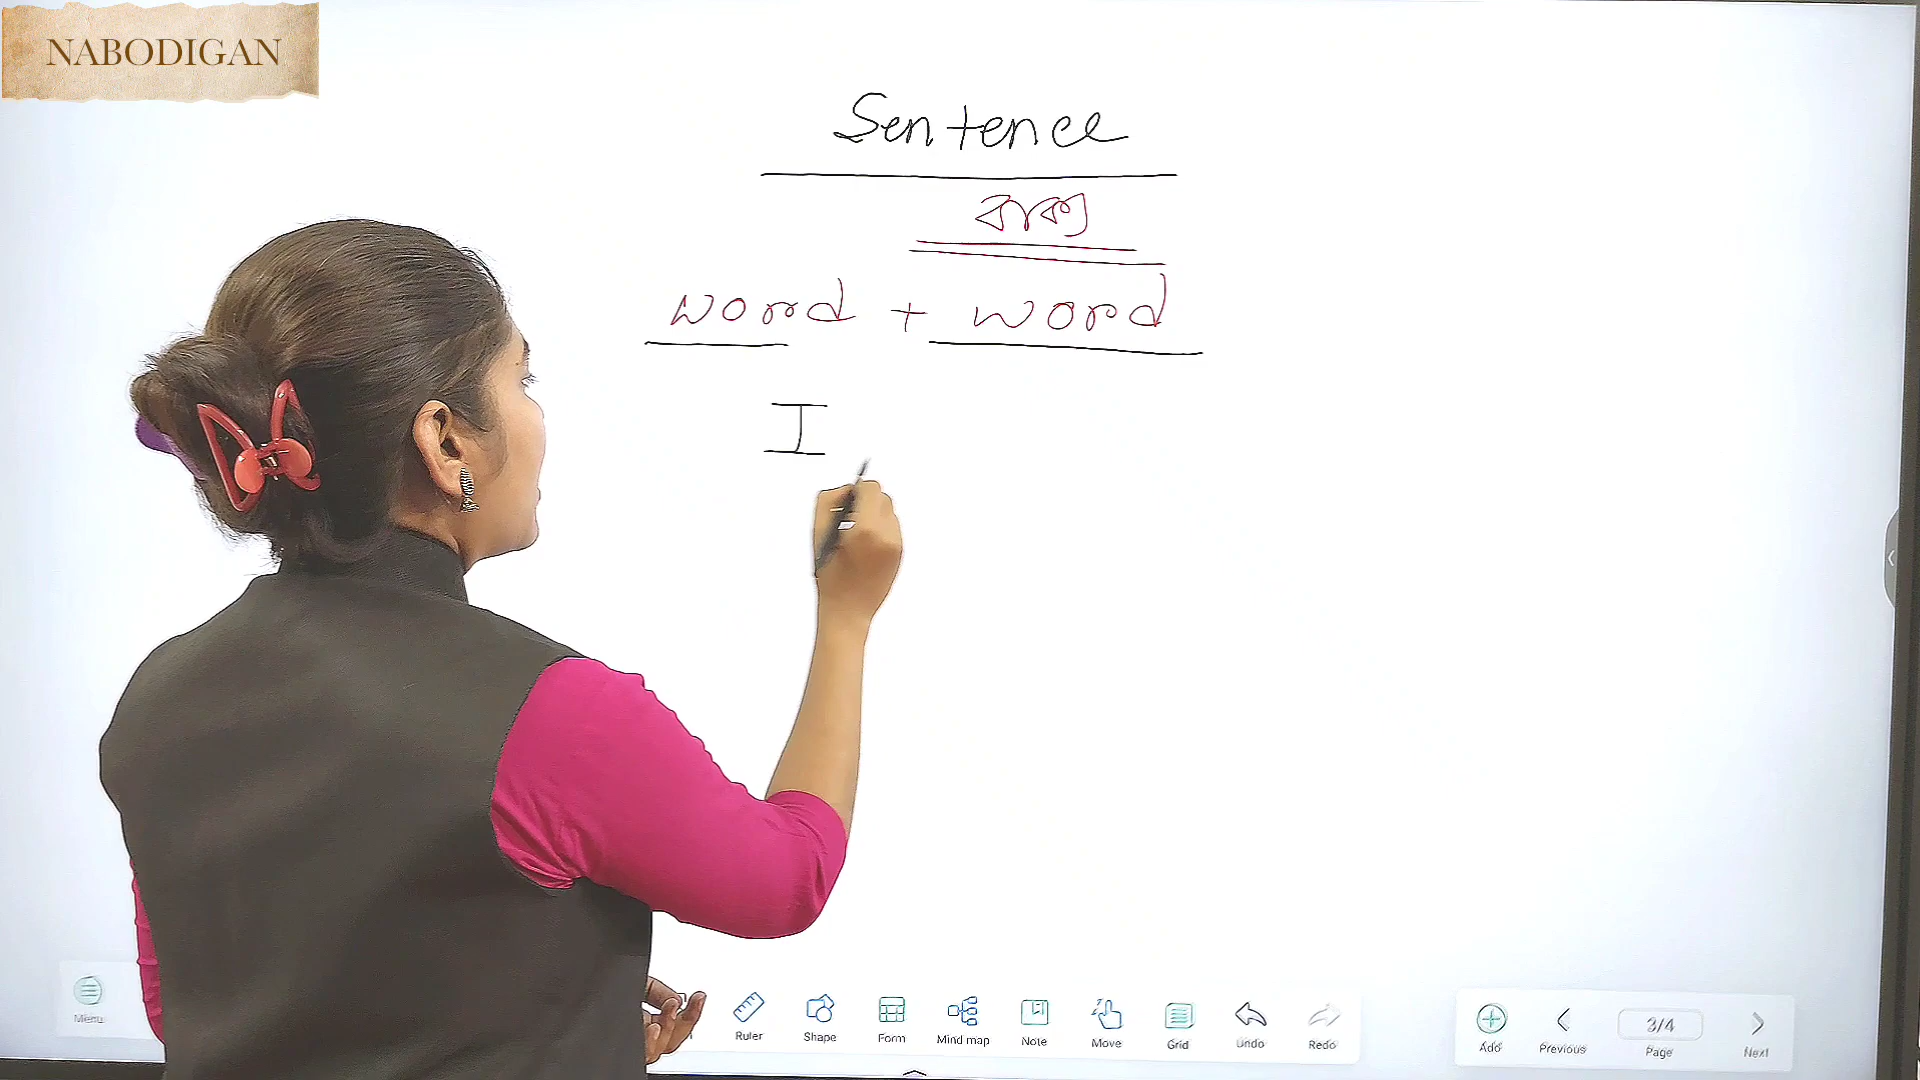 NABODIGAN
Sentence
বাক্য
word + word
I
Menu
Ruler
Shape
Form
Mind map
Note
Move
Grid
Undo
Redo
Add
Previous
3/4
Page
Next